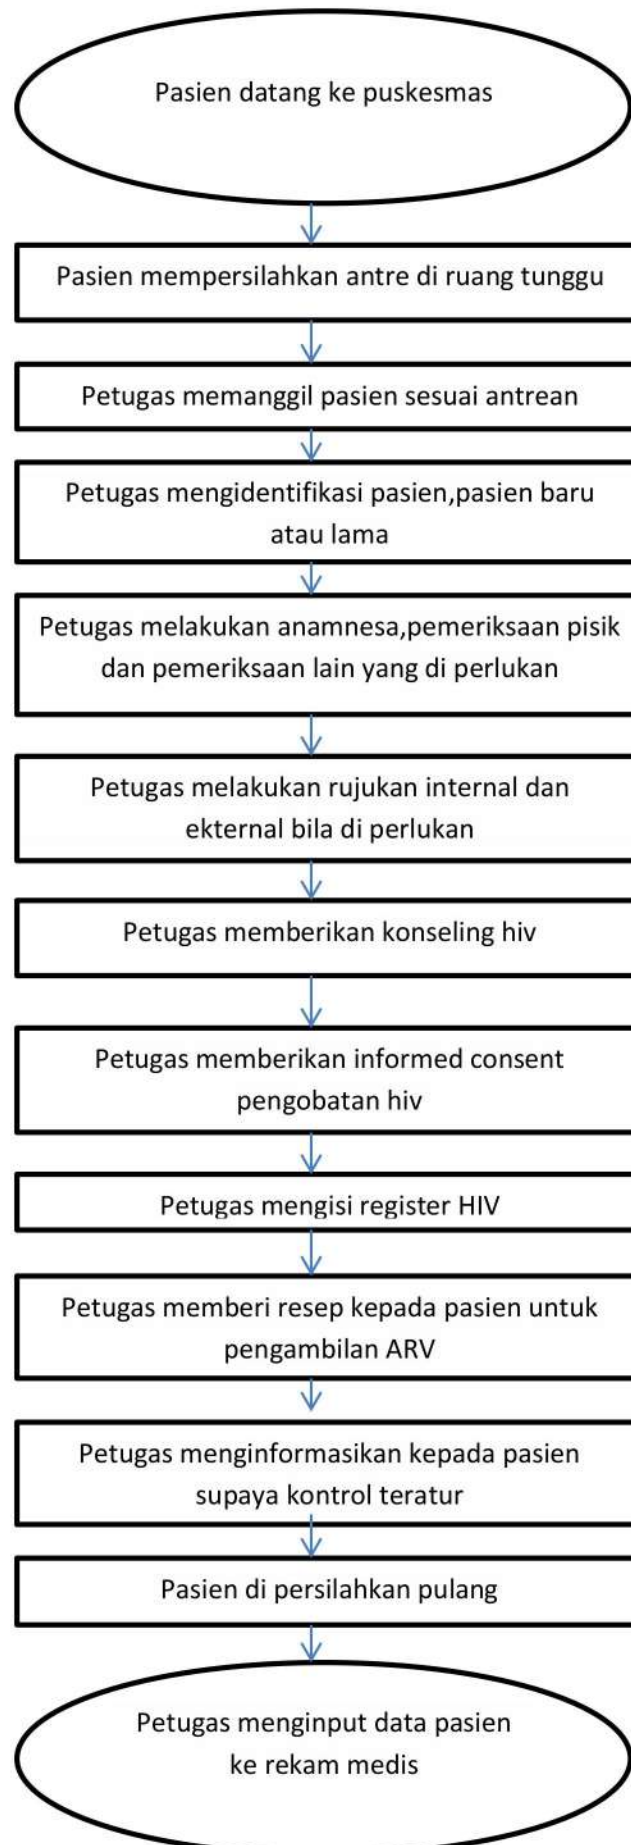 Pasien datang ke puskesmas
Pasien mempersilahkan antre di ruang tunggu
Petugas memanggil pasien sesuai antrean
Petugas mengidentifikasi pasien,pasien baru
atau lama
Petugas melakukan anamnesa,pemeriksaan pisik
dan pemeriksaan lain yang di perlukan
Petugas melakukan rujukan internal dan
ekternal bila di perlukan
Petugas memberikan konseling hiv
Petugas memberikan informed consent
pengobatan hiv
Petugas mengisi register HIV
Petugas memberi resep kepada pasien untuk
pengambilan ARV
Petugas menginformasikan kepada pasien
supaya kontrol teratur
Pasien di persilahkan pulang
Petugas menginput data pasien
ke rekam medis